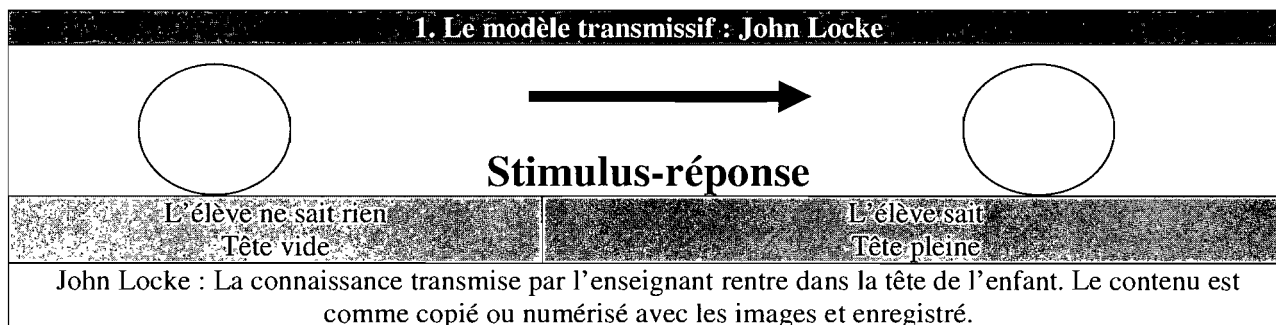 1. Le modèle transmissif : John Locke
Stimulus-réponse
L'élève ne sait rien
Tête vide
L'élève sait
Tête pleine
John Locke : La connaissance transmise par l'enseignant rentre dans la tête de l'enfant. Le contenu est
comme copié ou numérisé avec les images et enregistré.